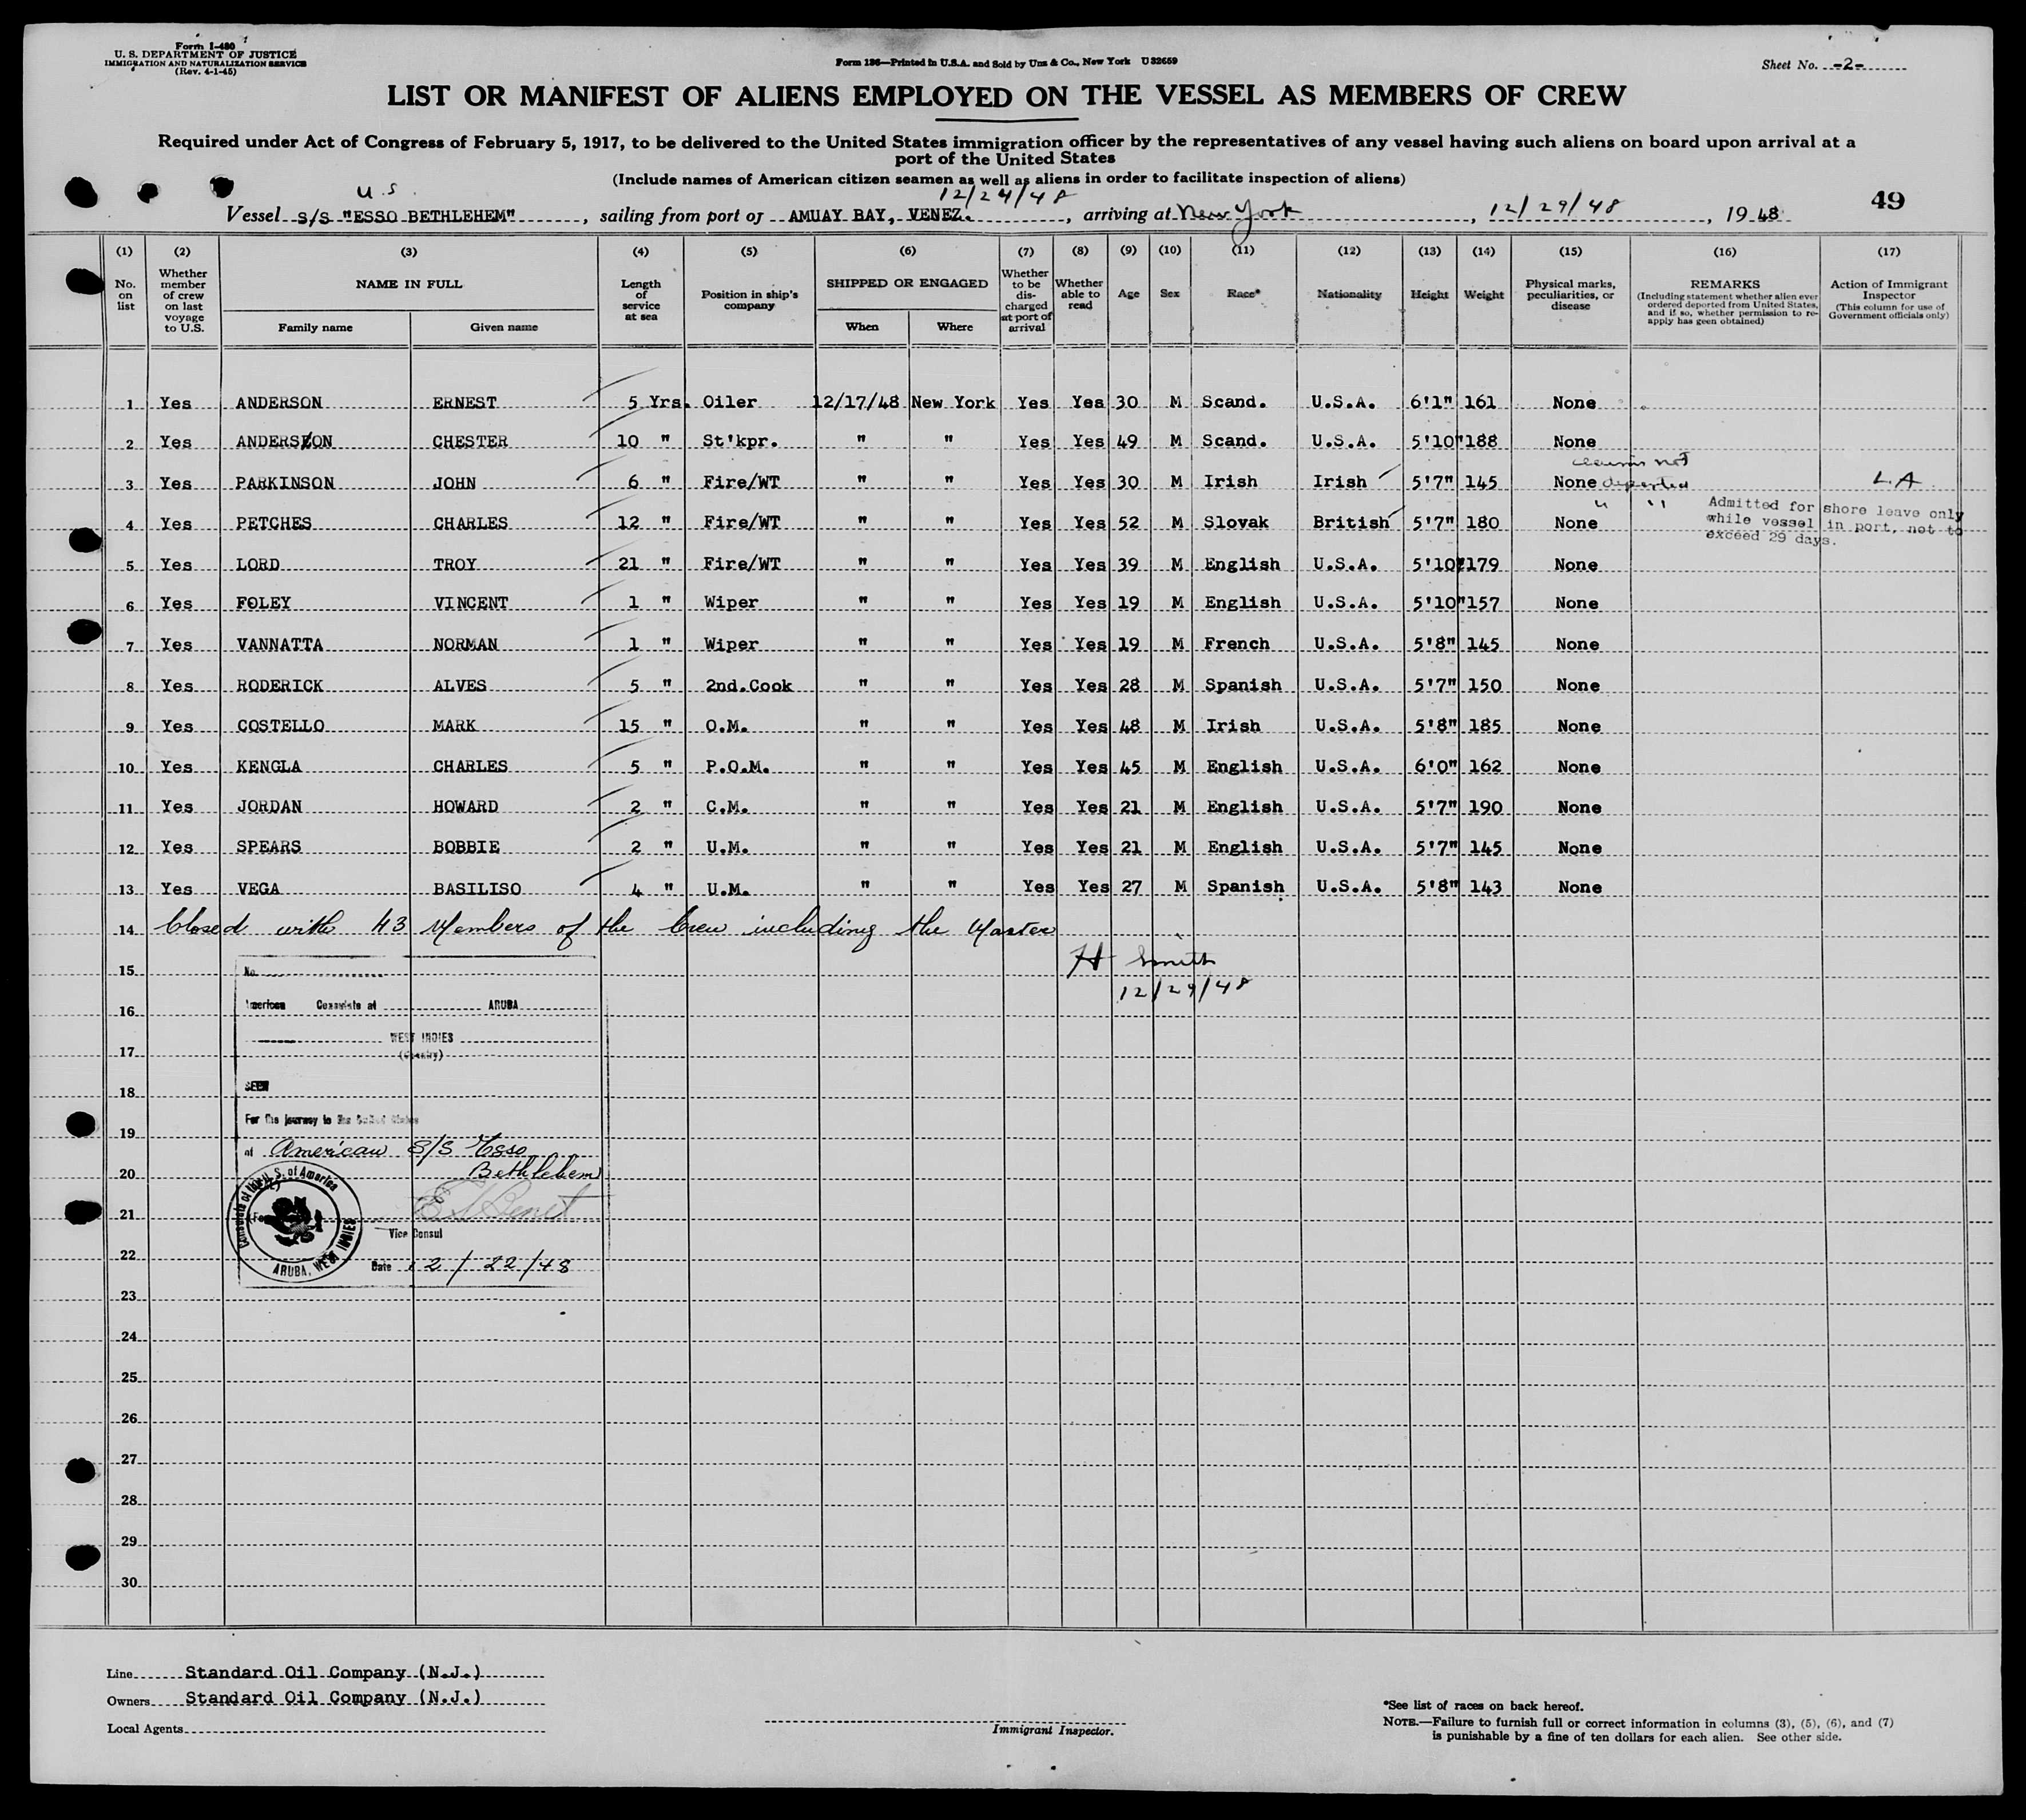 Form I-480
U. S. DEPARTMENT OF JUSTICE
IMMIGRATION AND NATURALIZATION SERVICE
(Rev. 4-1-45)
Form 186—Printed in U.S.A. and Sold by Unz & Co., New York U 32659
Sheet No. -2-
LIST OR MANIFEST OF ALIENS EMPLOYED ON THE VESSEL AS MEMBERS OF CREW
Required under Act of Congress of February 5, 1917, to be delivered to the United States immigration officer by the representatives of any vessel having such aliens on board upon arrival at a
port of the United States
(Include names of American citizen seamen as well as aliens in order to facilitate inspection of aliens)
U.S. 12/24/48
Vessel S/S "ESSO BETHLEHEM", sailing from port of AMUAY BAY, VENEZ., arriving at New York, 12/29/48, 1948
49
(1) (2) (3) (4) (5) (6) (7) (8) (9) (10) (11) (12) (13) (14) (15) (16) (17)
No. on list
Whether member of crew on last voyage to U.S.
NAME IN FULL
Family name Given name
Length of service at sea
Position in ship's company
SHIPPED OR ENGAGED
When Where
Whether to be discharged at port of arrival
Whether able to read
Age Sex Race* Nationality Height Weight
Physical marks, peculiarities, or disease
REMARKS
(Including statement whether alien ever ordered deported from United States, and if so, whether permission to reapply has geen obtained)
Action of Immigrant Inspector
(This column for use of Government officials only)
1 Yes ANDERSON ERNEST 5 Yrs. Oiler 12/17/48 New York Yes Yes 30 M Scand. U.S.A. 6'1" 161 None
2 Yes ANDERSON CHESTER 10 " St'kpr. " " Yes Yes 49 M Scand. U.S.A. 5'10" 188 None
claims not
3 Yes PARKINSON JOHN 6 " Fire/WT " " Yes Yes 30 M Irish Irish 5'7" 145 None deported L.A.
" "
4 Yes PETCHES CHARLES 12 " Fire/WT " " Yes Yes 52 M Slovak British 5'7" 180 None
Admitted for shore leave only
while vessel in port, not to
exceed 29 days.
5 Yes LORD TROY 21 " Fire/WT " " Yes Yes 39 M English U.S.A. 5'10" 179 None
6 Yes FOLEY VINCENT 1 " Wiper " " Yes Yes 19 M English U.S.A. 5'10" 157 None
7 Yes VANNATTA NORMAN 1 " Wiper " " Yes Yes 19 M French U.S.A. 5'8" 145 None
8 Yes RODERICK ALVES 5 " 2nd.Cook " " Yes Yes 28 M Spanish U.S.A. 5'7" 150 None
9 Yes COSTELLO MARK 15 " O.M. " " Yes Yes 48 M Irish U.S.A. 5'8" 185 None
10 Yes KENGLA CHARLES 5 " P.O.M. " " Yes Yes 45 M English U.S.A. 6'0" 162 None
11 Yes JORDAN HOWARD 2 " C.M. " " Yes Yes 21 M English U.S.A. 5'7" 190 None
12 Yes SPEARS BOBBIE 2 " U.M. " " Yes Yes 21 M English U.S.A. 5'7" 145 None
13 Yes VEGA BASILISO 4 " U.M. " " Yes Yes 27 M Spanish U.S.A. 5'8" 143 None
14 Closed with 43 Members of the Crew including the Master
15 No.
H Smith
12/29/48
16 American Consulate at ARUBA
WEST INDIES
17 (Country)
18 SEEN
For the journey to the United States
19 of American S/S Esso
20 Bethlehem
21
Vice Consul
22 Date 12/22/48
Consulate of the U. S. of America
ARUBA, WEST INDIES
23
24
25
26
27
28
29
30
Line Standard Oil Company (N.J.)
Owners Standard Oil Company (N.J.)
Local Agents
Immigrant Inspector.
*See list of races on back hereof.
NOTE.—Failure to furnish full or correct information in columns (3), (5), (6), and (7)
is punishable by a fine of ten dollars for each alien. See other side.